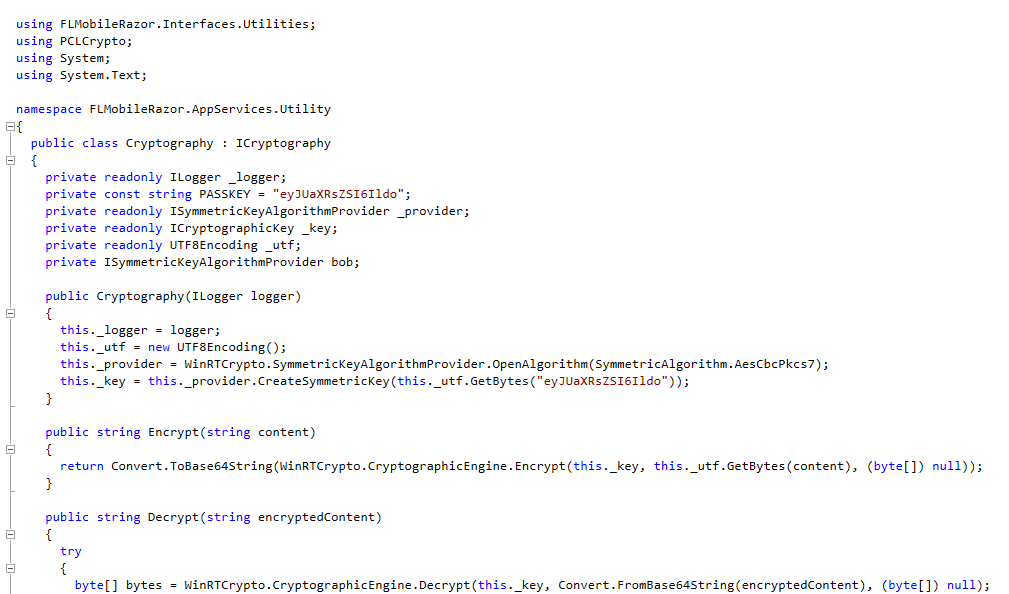 using FLMobileRazor.Interfaces.Utilities;
using PCLCrypto;
using System;
using System.Text;
namespace FLMobileRazor.AppServices.Utility
{
public class Cryptography : ICryptography
{
private readonly ILogger _logger;
private const string PASSKEY = "eyJUaXRsZSI6Ildo";
private readonly ISymmetricKeyAlgorithmProvider _provider;
private readonly ICryptographicKey _key;
private readonly UTF8Encoding _utf;
private ISymmetricKeyAlgorithmProvider bob;
public Cryptography(ILogger logger)
{
this._logger = logger;
this._utf = new UTF8Encoding();
this._provider = WinRTCrypto.SymmetricKeyAlgorithmProvider.OpenAlgorithm(SymmetricAlgorithm.AesCbcPkcs7);
this._key = this._provider.CreateSymmetricKey(this._utf.GetBytes("eyJUaXRsZSI6Ildo"));
}
public string Encrypt(string content)
{
return Convert.ToBase64String(WinRTCrypto.CryptographicEngine.Encrypt(this._key, this._utf.GetBytes(content), (byte[]) null));
}
public string Decrypt(string encryptedContent)
{
try
{
byte[] bytes = WinRTCrypto.CryptographicEngine.Decrypt(this._key, Convert.FromBase64String(encryptedContent), (byte[]) null);